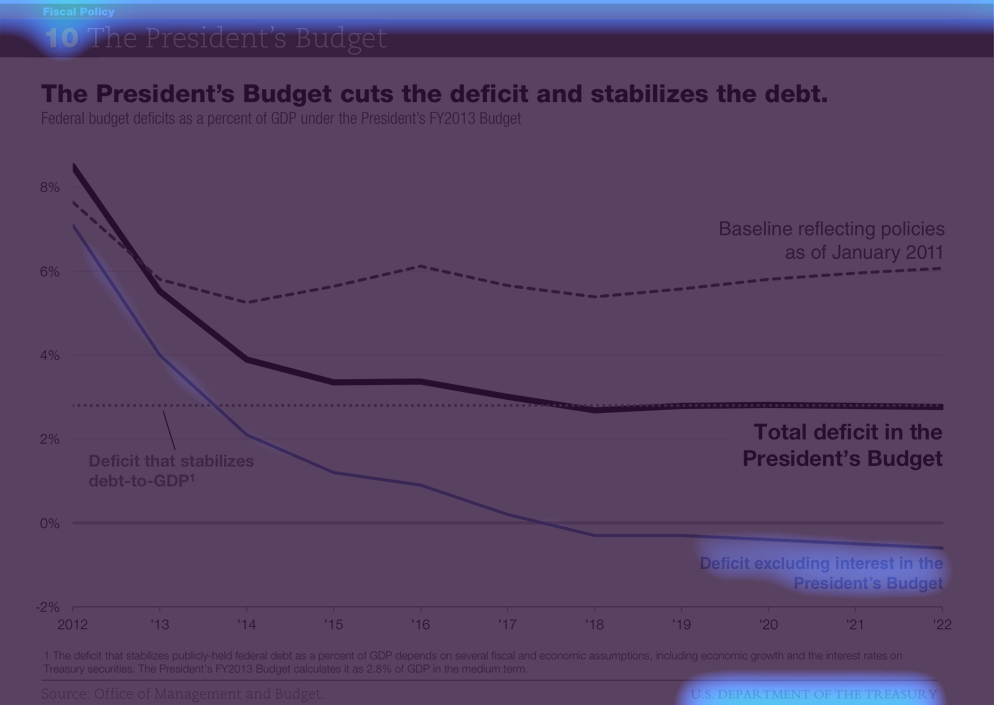 Fiscal Policy
10 The President's Budget
The President's Budget cuts the deficit and stabilizes the debt.
Federal budget deficits as a percent of GDP under the President's FY2013 Budget
8%
Baseline reflecting policies
as of January 2011
6%
4%
2%
Total deficit in the
President's Budget
Deficit that stabilizes
debt-to-GDP¹
0%
Deficit excluding interest in the
President's Budget
-2%
2012 '13 '14 '15 '16 '17 '18 '19 '20 '21 '22
1 The deficit that stabilizes publicly-held federal debt as a percent of GDP depends on several fiscal and economic assumptions, including economic growth and the interest rates on
Treasury securities. The President's FY2013 Budget calculates it as 2.8% of GDP in the medium term.
Source: Office of Management and Budget.
U.S. DEPARTMENT OF THE TREASURY